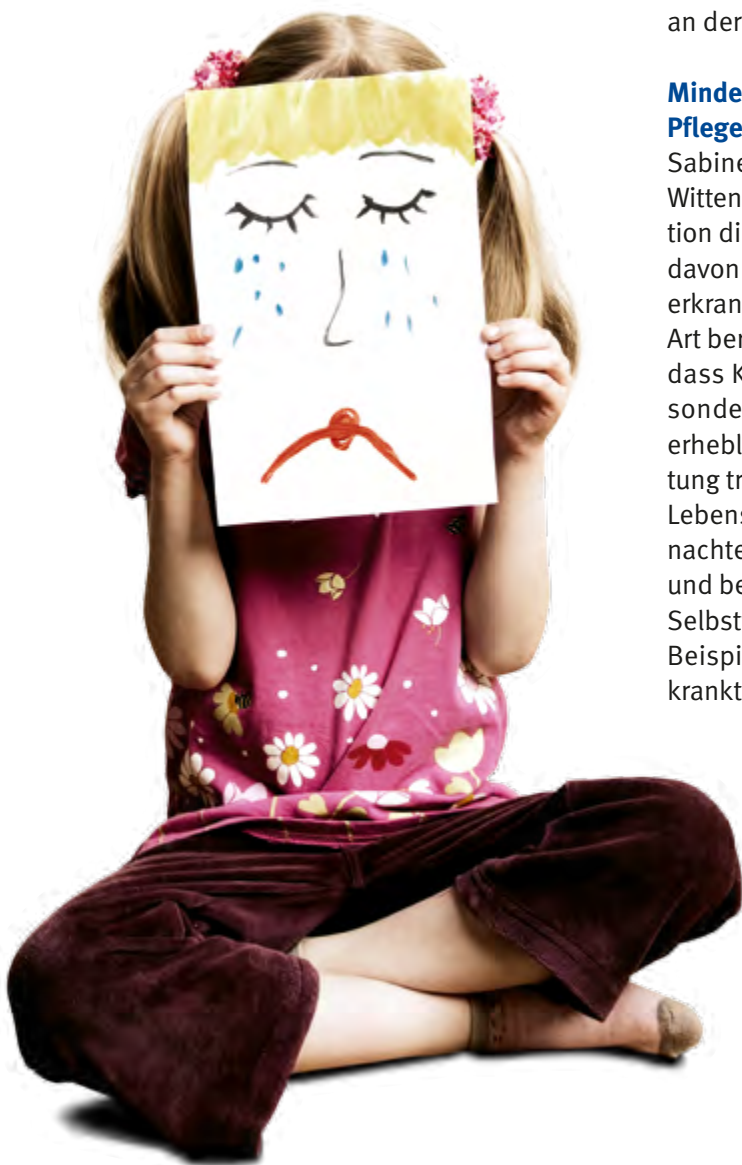 an der
Minde
Pflege
Sabine
Witten
tion di
davon
erkran
Art ber
dass K
sonde
erhebl
tung tr
Lebens
nachte
und be
Selbst
Beispi
krankt